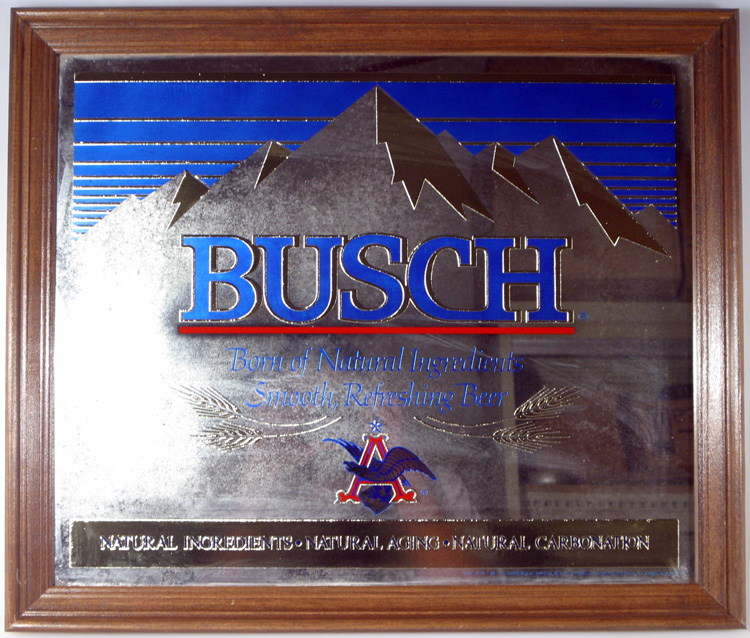 BUSCH
Born of Natural Ingredients
Smooth, Refreshing Beer
A
NATURAL INGREDIENTS • NATURAL AGING • NATURAL CARBONATION